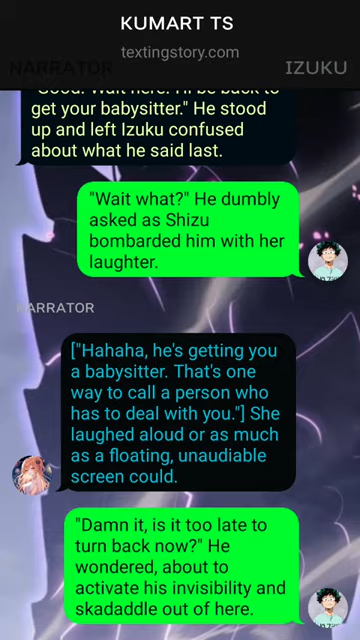 KUMART TS
textingstory.com
NARRATOR
IZUKU
"Good. Wait here. I'll be back to
get your babysitter." He stood
up and left Izuku confused
about what he said last.
"Wait what?" He dumbly
asked as Shizu
bombarded him with her
laughter.
NARRATOR
["Hahaha, he's getting you
a babysitter. That's one
way to call a person who
has to deal with you."] She
laughed aloud or as much
as a floating, unaudiable
screen could.
"Damn it, is it too late to
turn back now?" He
wondered, about to
activate his invisibility and
skadaddle out of here.